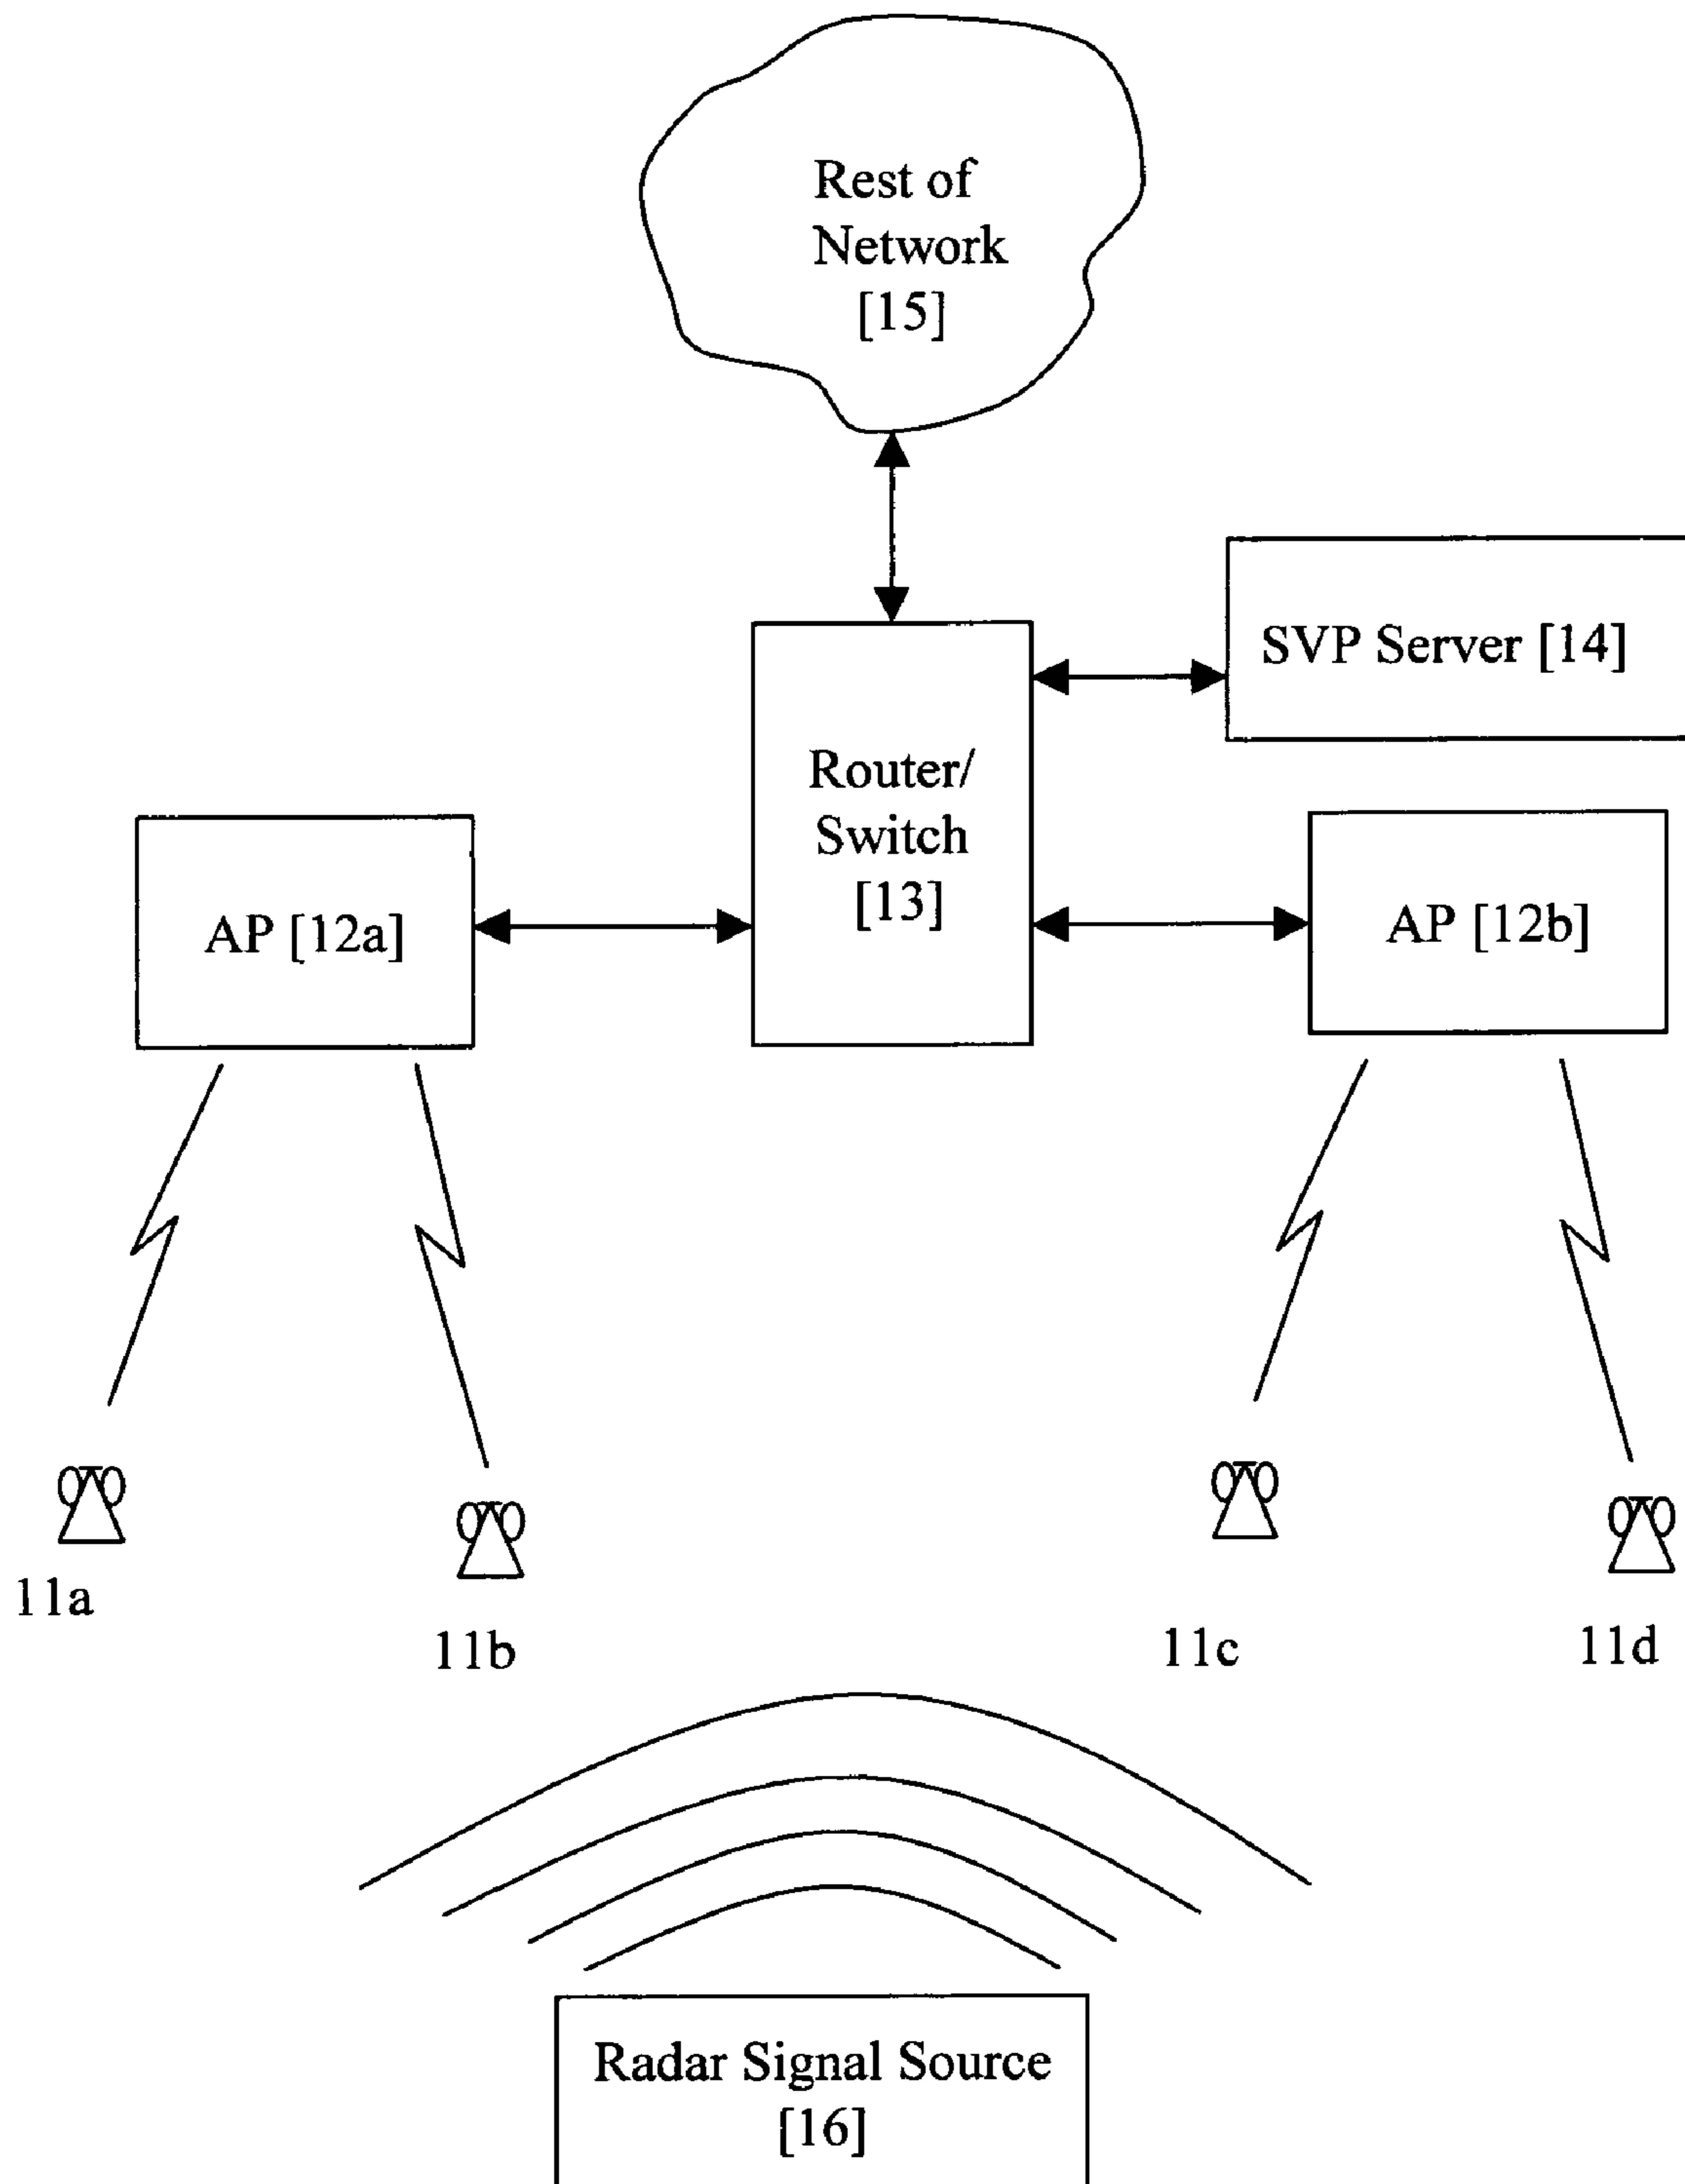 Rest of
Network
[15]
SVP Server [14]
Router/
Switch
[13]
AP [12a]
AP [12b]
11a
11b
11c
11d
Radar Signal Source
[16]